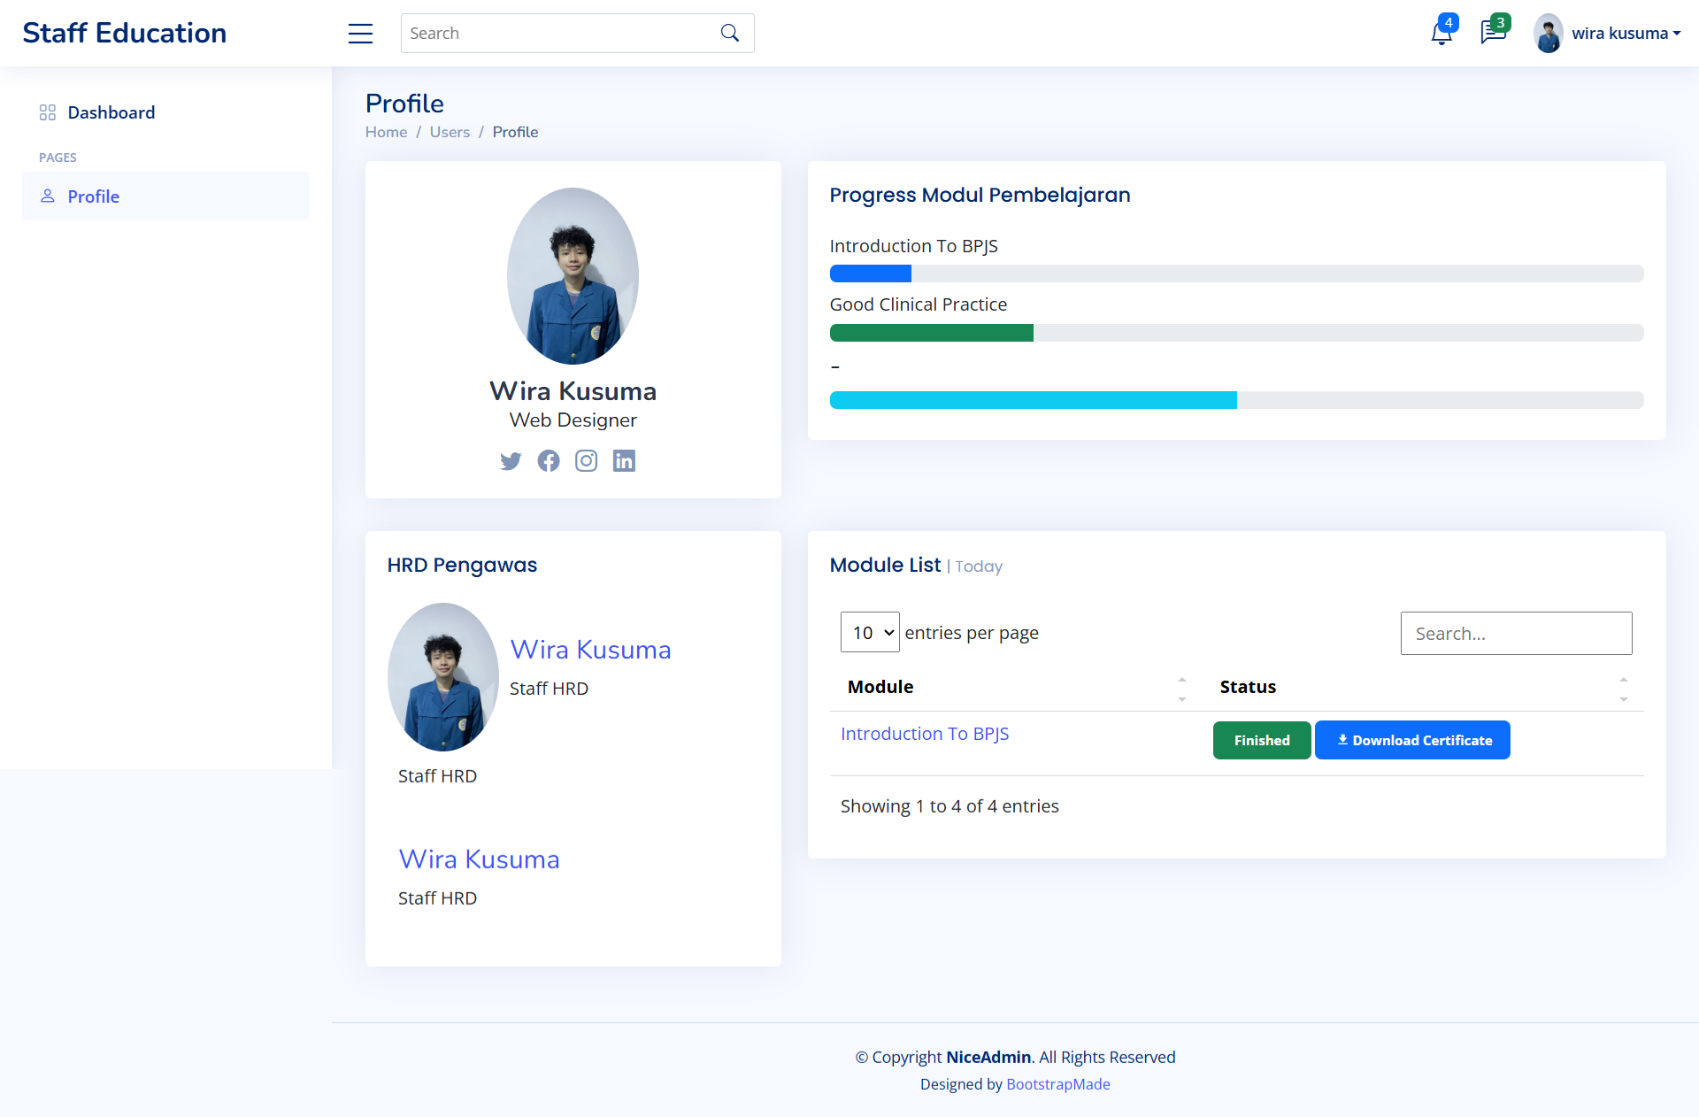 Staff Education
Search
4
3
wira kusuma
Dashboard
PAGES
Profile
Profile
Home / Users / Profile
Wira Kusuma
Web Designer
Progress Modul Pembelajaran
Introduction To BPJS
Good Clinical Practice
-
HRD Pengawas
Wira Kusuma
Staff HRD
Staff HRD
Wira Kusuma
Staff HRD
Module List | Today
10 entries per page
Search...
Module Status
Introduction To BPJS Finished Download Certificate
Showing 1 to 4 of 4 entries
© Copyright NiceAdmin. All Rights Reserved
Designed by BootstrapMade